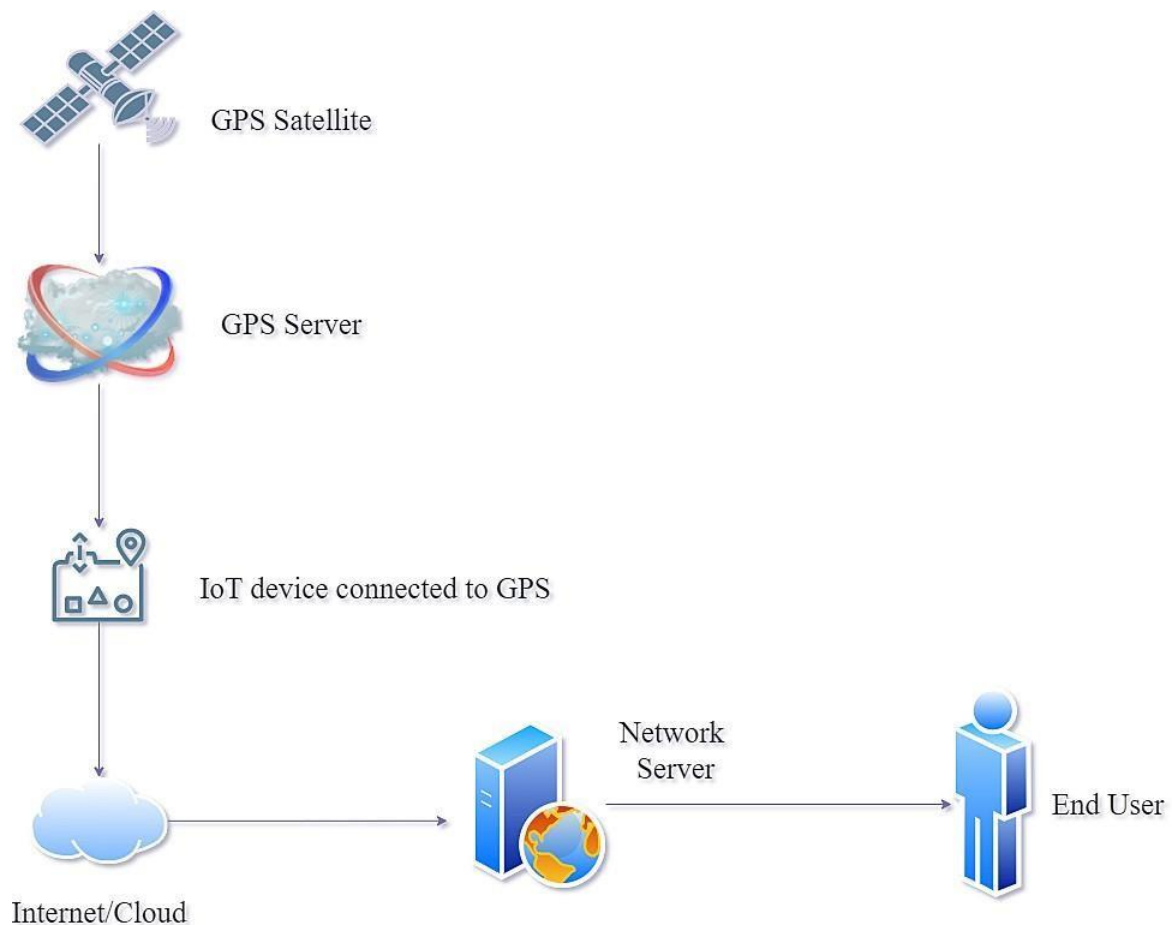 GPS Satellite
GPS Server
IoT device connected to GPS
Network
Server
End User
Internet/Cloud